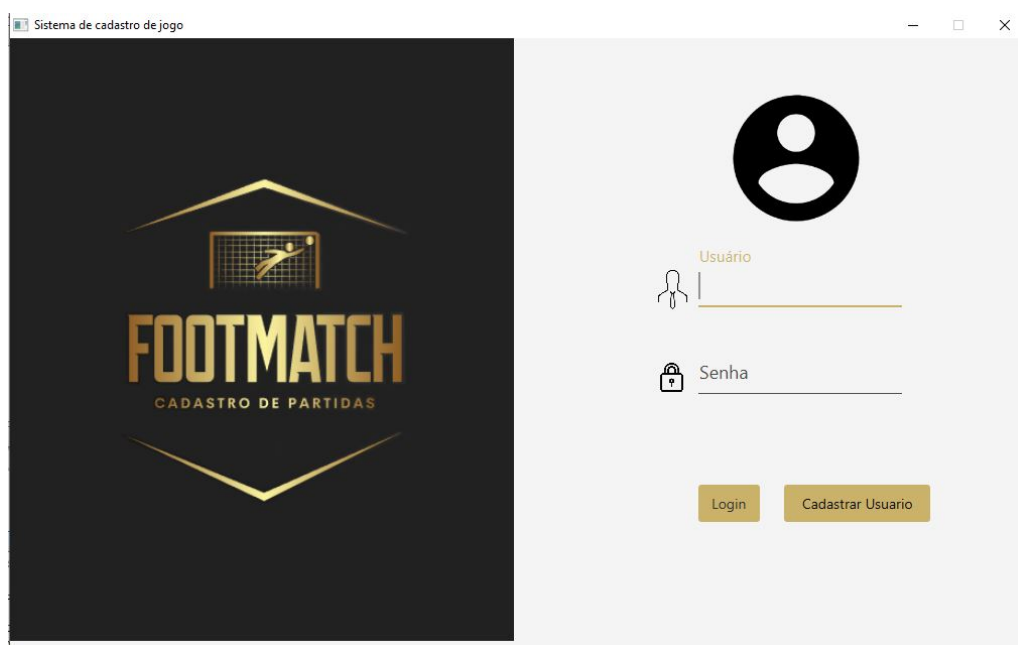 Sistema de cadastro de jogo
FOOTMATCH
CADASTRO DE PARTIDAS
Usuário
Senha
Login
Cadastrar Usuario